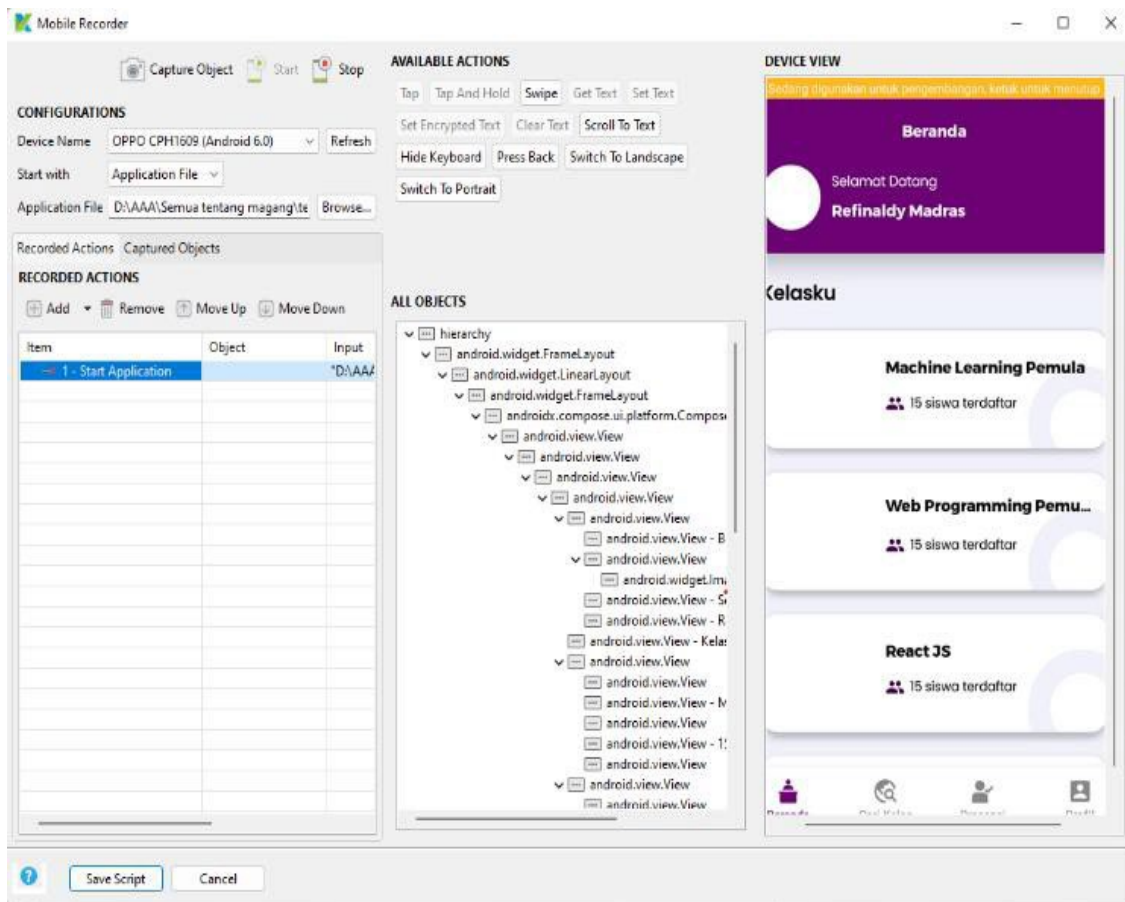 Mobile Recorder
Capture Object Start Stop
CONFIGURATIONS
Device Name OPPO CPH1609 (Android 6.0) Refresh
Start with Application File
Application File D:\AAA\Semua tentang magang\te Browse...
Recorded Actions Captured Objects
RECORDED ACTIONS
Add Remove Move Up Move Down
Item Object Input
1 - Start Application "D:\AAA
AVAILABLE ACTIONS
Tap Tap And Hold Swipe Get Text Set Text
Set Encrypted Text Clear Text Scroll To Text
Hide Keyboard Press Back Switch To Landscape
Switch To Portrait
ALL OBJECTS
hierarchy
android.widget.FrameLayout
android.widget.LinearLayout
android.widget.FrameLayout
androidx.compose.ui.platform.Compos
android.view.View
android.view.View
android.view.View
android.view.View
android.view.View
android.view.View - B
android.view.View
android.widget.Ima
android.view.View - S
android.view.View - R
android.view.View - Kelas
android.view.View
android.view.View
android.view.View - M
android.view.View
android.view.View - 1
android.view.View
android.view.View
android.view.View
DEVICE VIEW
Sedang digunakan untuk pengembangan, ketuk untuk menutup
Beranda
Selamat Datang
Refinaldy Madras
Kelasku
Machine Learning Pemula
15 siswa terdaftar
Web Programming Pemu...
15 siswa terdaftar
React JS
15 siswa terdaftar
Save Script Cancel